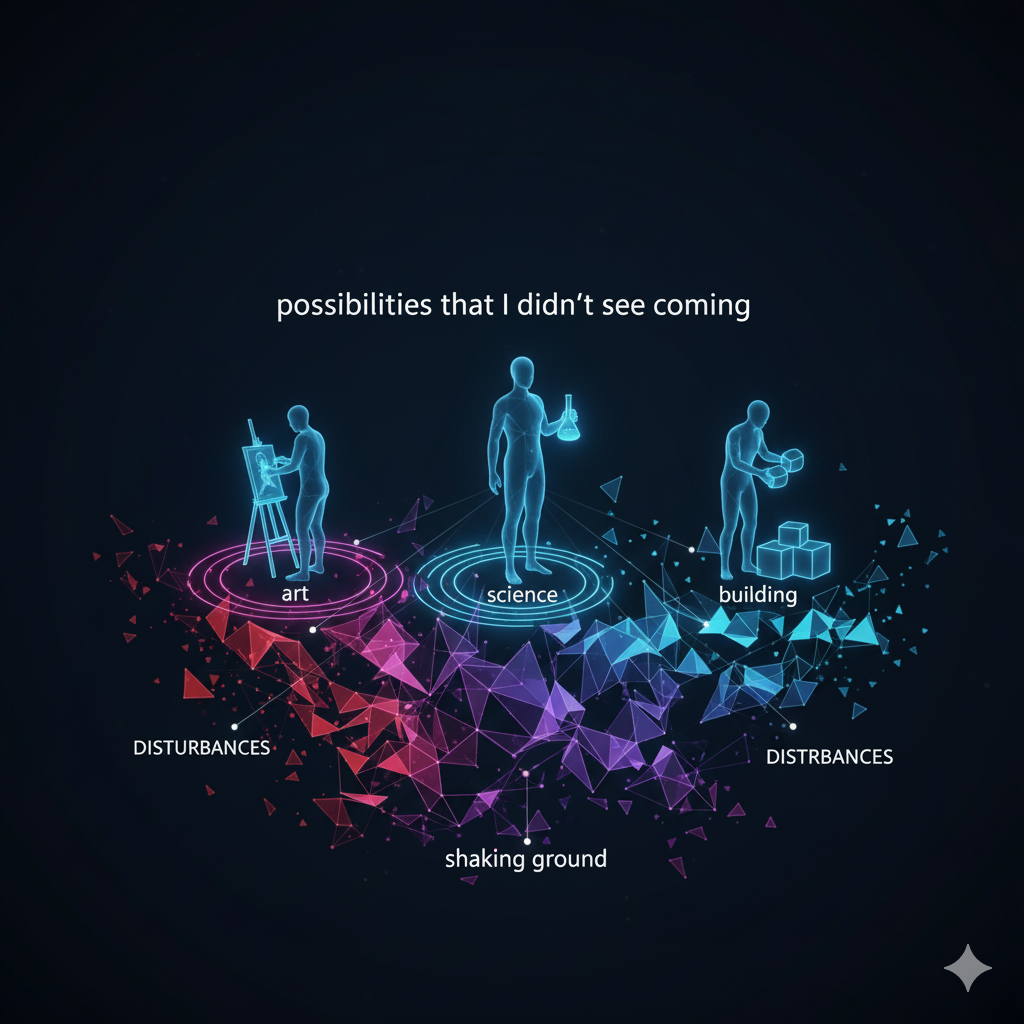 possibilities that I didn't see coming
art
science
building
DISTURBANCES
DISTRBANCES
shaking ground